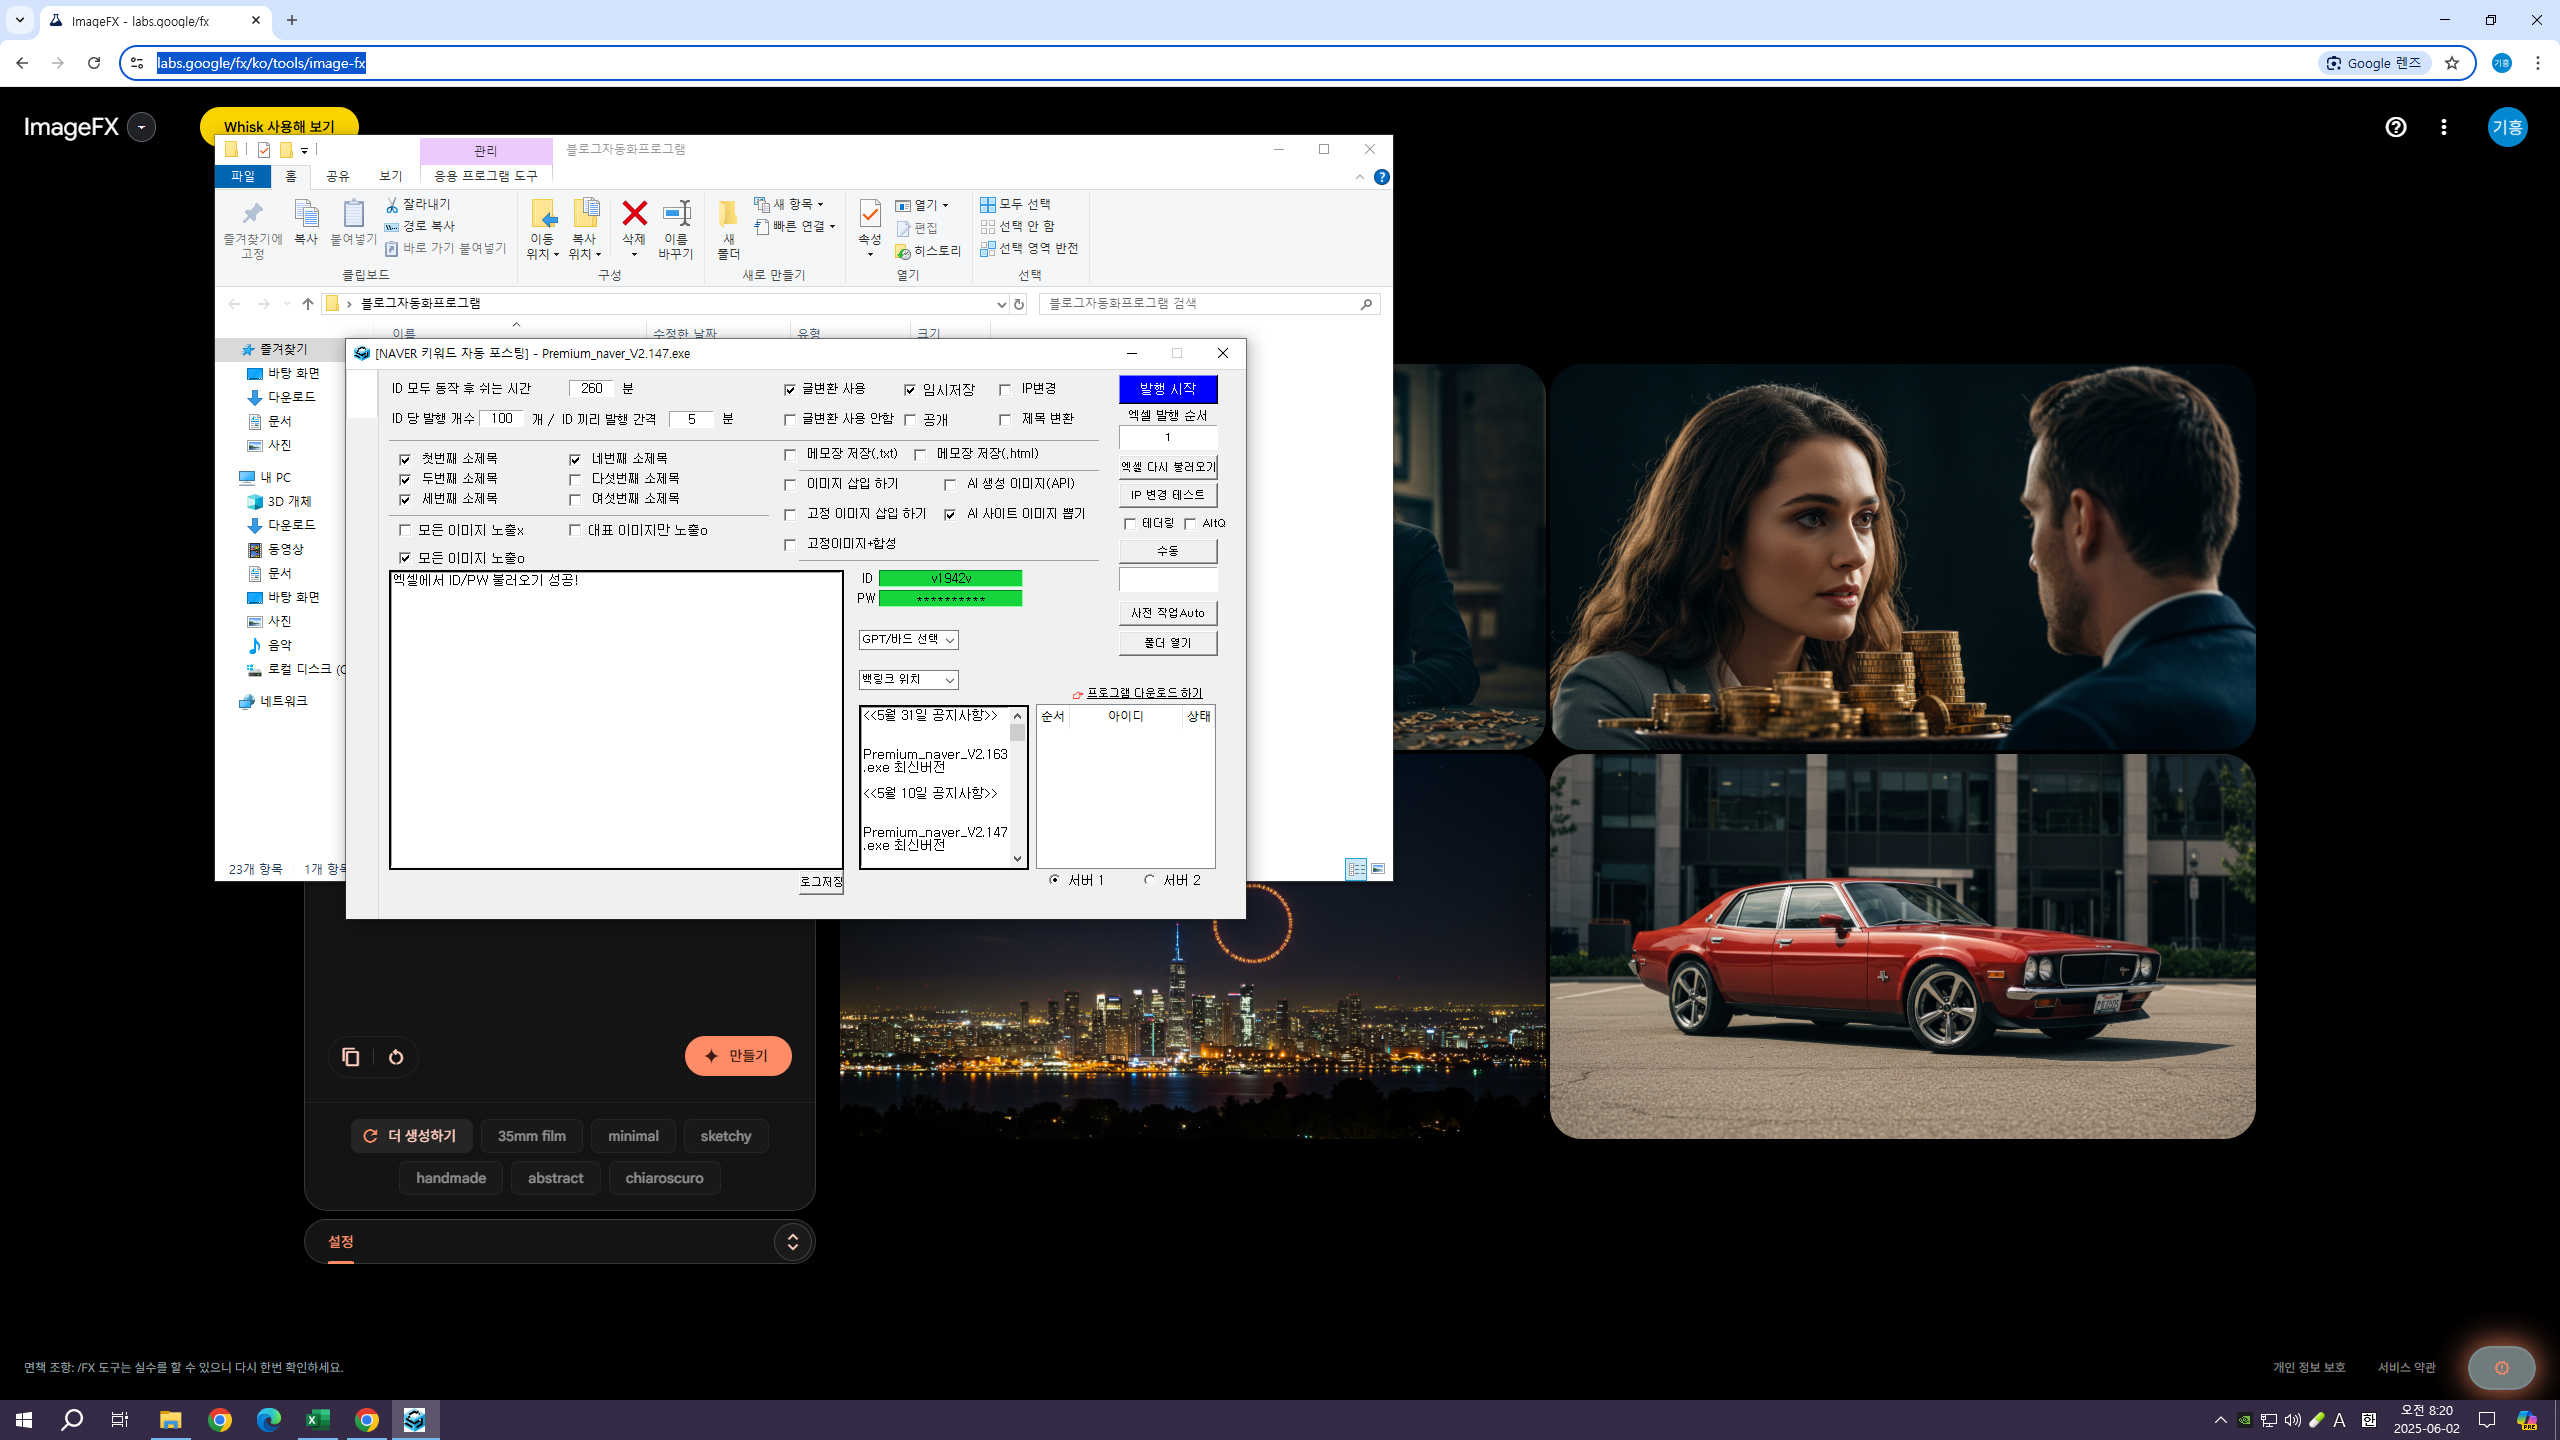 ImageFX - labs.google/fx
labs.google/fx/ko/tools/image-fx
Google 렌즈
기흥
ImageFX
Whisk 사용해 보기
기흥
관리
블로그자동화프로그램
파일
홈
공유
보기
응용 프로그램 도구
즐겨찾기에 고정
복사
붙여넣기
잘라내기
경로 복사
바로 가기 붙여넣기
클립보드
이동 위치
복사 위치
삭제
이름 바꾸기
구성
새 폴더
새 항목
빠른 연결
새로 만들기
속성
열기
편집
히스토리
열기
모두 선택
선택 안 함
선택 영역 반전
선택
블로그자동화프로그램
블로그자동화프로그램 검색
이름
수정한 날짜
유형
크기
즐겨찾기
바탕 화면
다운로드
문서
사진
내 PC
3D 개체
다운로드
동영상
문서
바탕 화면
사진
음악
로컬 디스크 (C
네트워크
23개 항목
1개 항목
[NAVER 키워드 자동 포스팅] - Premium_naver_V2.147.exe
ID 모두 동작 후 쉬는 시간 260 분
ID 당 발행 개수 100 개 / ID 끼리 발행 간격 5 분
글변환 사용
임시저장
IP변경
글변환 사용 안함
공개
제목 변환
첫번째 소제목
네번째 소제목
두번째 소제목
다섯번째 소제목
세번째 소제목
여섯번째 소제목
모든 이미지 노출x
대표 이미지만 노출o
모든 이미지 노출o
메모장 저장(.txt)
메모장 저장(.html)
이미지 삽입 하기
AI 생성 이미지(API)
고정 이미지 삽입 하기
AI 사이트 이미지 뽑기
고정이미지+합성
발행 시작
엑셀 발행 순서
1
엑셀 다시 불러오기
IP 변경 테스트
테더링
AltQ
수동
사전 작업Auto
폴더 열기
엑셀에서 ID/PW 불러오기 성공!
ID v1942v
PW **********
GPT/바드 선택
백링크 위치
프로그램 다운로드 하기
<<5월 31일 공지사항>>
Premium_naver_V2.163
.exe 최신버전
<<5월 10일 공지사항>>
Premium_naver_V2.147
.exe 최신버전
순서
아이디
상태
로그저장
서버 1
서버 2
만들기
더 생성하기
35mm film
minimal
sketchy
handmade
abstract
chiaroscuro
설정
면책 조항: /FX 도구는 실수를 할 수 있으니 다시 한번 확인하세요.
개인 정보 보호
서비스 약관
A
한
오전 8:20
2025-06-02
PRE